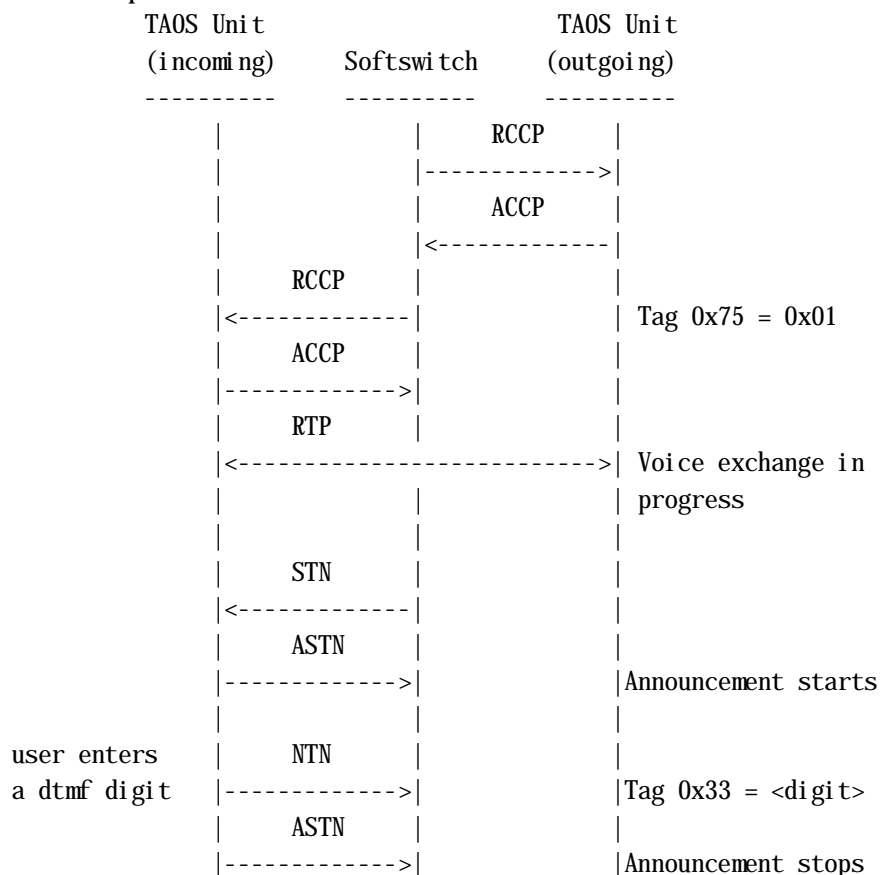 TAOS Unit                      TAOS Unit
(incoming)     Softswitch     (outgoing)
----------     ----------     ----------
|              |     RCCP     |
|              |------------->|
|              |     ACCP     |
|              |<-------------|
|     RCCP     |              |
|<-------------|              | Tag 0x75 = 0x01
|     ACCP     |              |
|------------->|              |
|     RTP      |              |
|<--------------------------->| Voice exchange in
|              |              | progress
|              |              |
|     STN      |              |
|<-------------|              |
|     ASTN     |              |
|------------->|              |Announcement starts
|              |              |
user enters    |     NTN      |              |
a dtmf digit   |------------->|              |Tag 0x33 = <digit>
|     ASTN     |              |
|------------->|              |Announcement stops